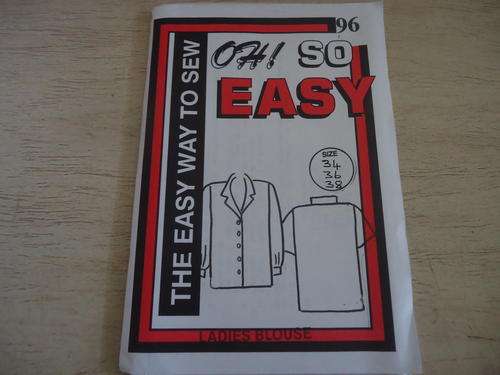 96
OH! SO
EASY
THE EASY WAY TO SEW
SIZE
34
36
38
LADIES BLOUSE